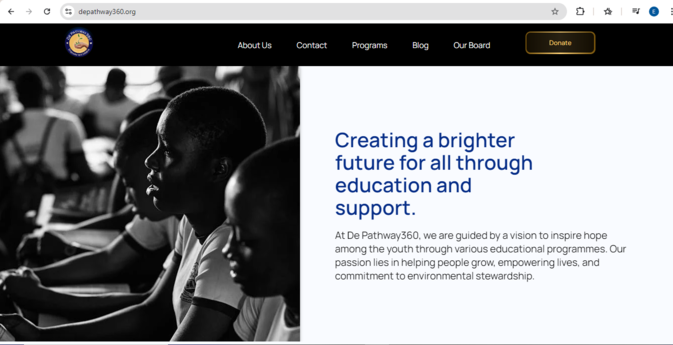 depathway360.org
E
About Us Contact Programs Blog Our Board Donate
Creating a brighter
future for all through
education and
support.
At De Pathway360, we are guided by a vision to inspire hope
among the youth through various educational programmes. Our
passion lies in helping people grow, empowering lives, and
commitment to environmental stewardship.